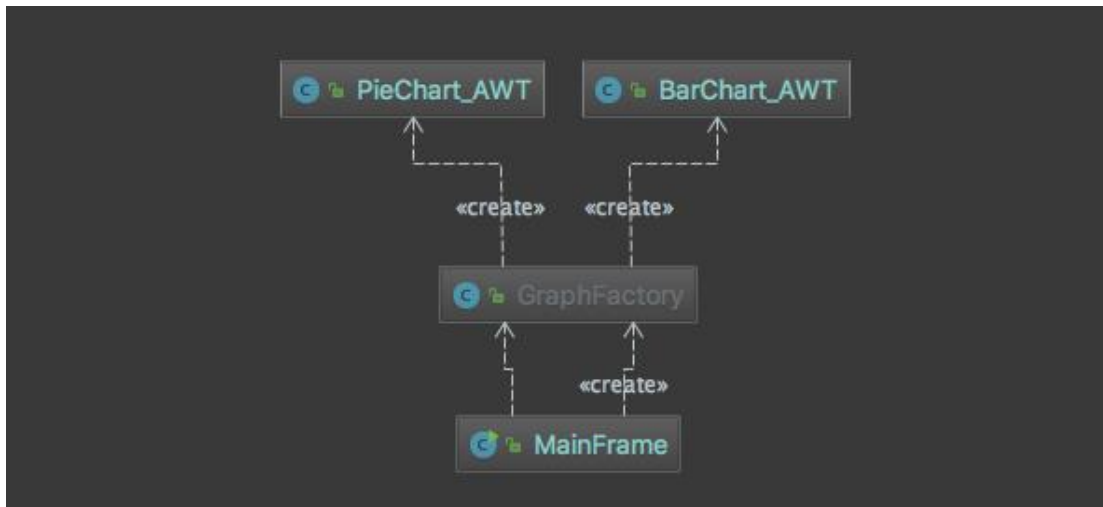 PieChart_AWT
BarChart_AWT
«create»
«create»
GraphFactory
«create»
MainFrame